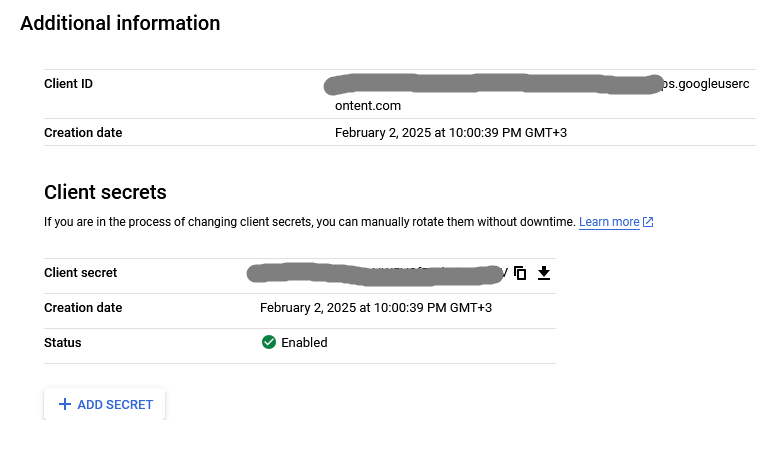 Additional information
Client ID ps.googleuserc
ontent.com
Creation date February 2, 2025 at 10:00:39 PM GMT+3
Client secrets
If you are in the process of changing client secrets, you can manually rotate them without downtime. Learn more
Client secret
Creation date February 2, 2025 at 10:00:39 PM GMT+3
Status Enabled
ADD SECRET